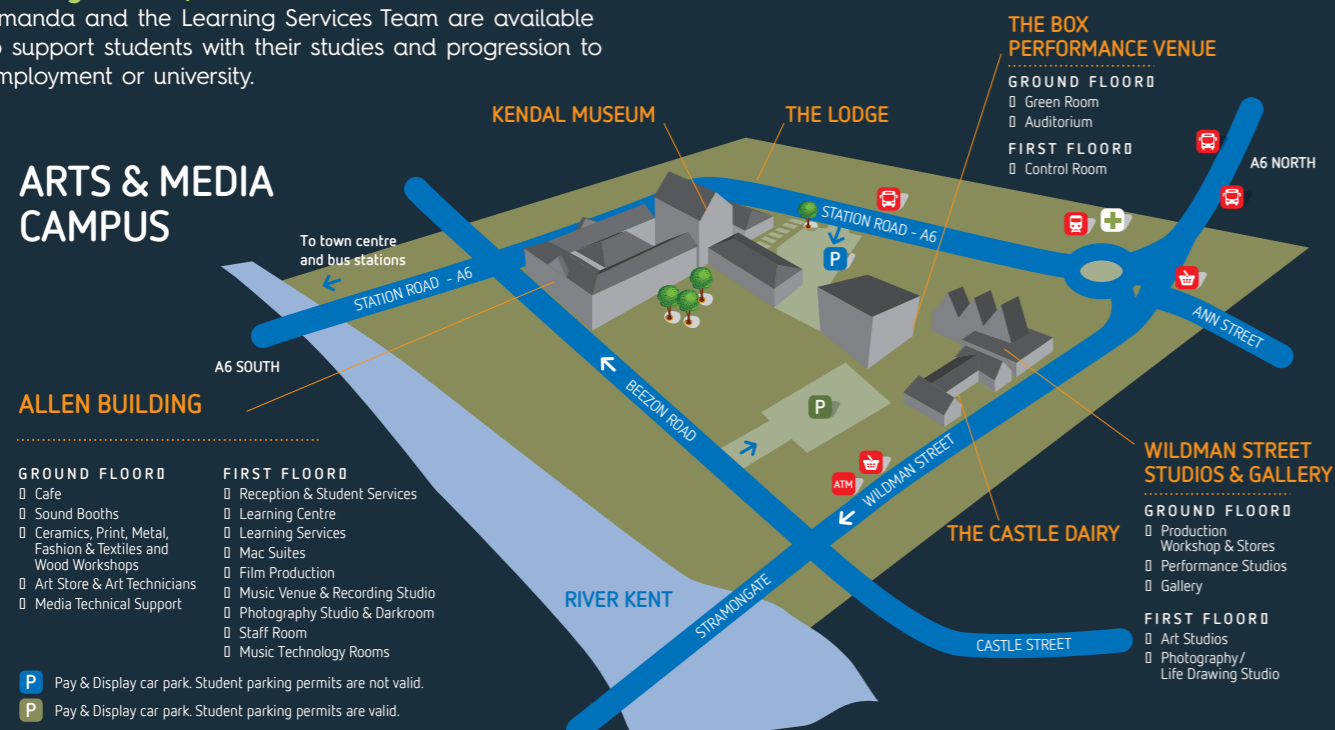 manda and the Learning Services Team are available
support students with their studies and progression to
mployment or university.
ARTS & MEDIA
CAMPUS
KENDAL MUSEUM
THE LODGE
THE BOX
PERFORMANCE VENUE
GROUND FLOOR
Green Room
Auditorium
FIRST FLOOR
Control Room
A6 NORTH
STATION ROAD - A6
P
To town centre
and bus stations
STATION ROAD - A6
A6 SOUTH
ANN STREET
BEEZON ROAD
P
ATM
WILDMAN STREET
THE CASTLE DAIRY
RIVER KENT
STRAMONGATE
CASTLE STREET
ALLEN BUILDING
GROUND FLOOR
Cafe
Sound Booths
Ceramics, Print, Metal,
Fashion & Textiles and
Wood Workshops
Art Store & Art Technicians
Media Technical Support
FIRST FLOOR
Reception & Student Services
Learning Centre
Learning Services
Mac Suites
Film Production
Music Venue & Recording Studio
Photography Studio & Darkroom
Staff Room
Music Technology Rooms
WILDMAN STREET
STUDIOS & GALLERY
GROUND FLOOR
Production
Workshop & Stores
Performance Studios
Gallery
FIRST FLOOR
Art Studios
Photography/
Life Drawing Studio
P Pay & Display car park. Student parking permits are not valid.
P Pay & Display car park. Student parking permits are valid.